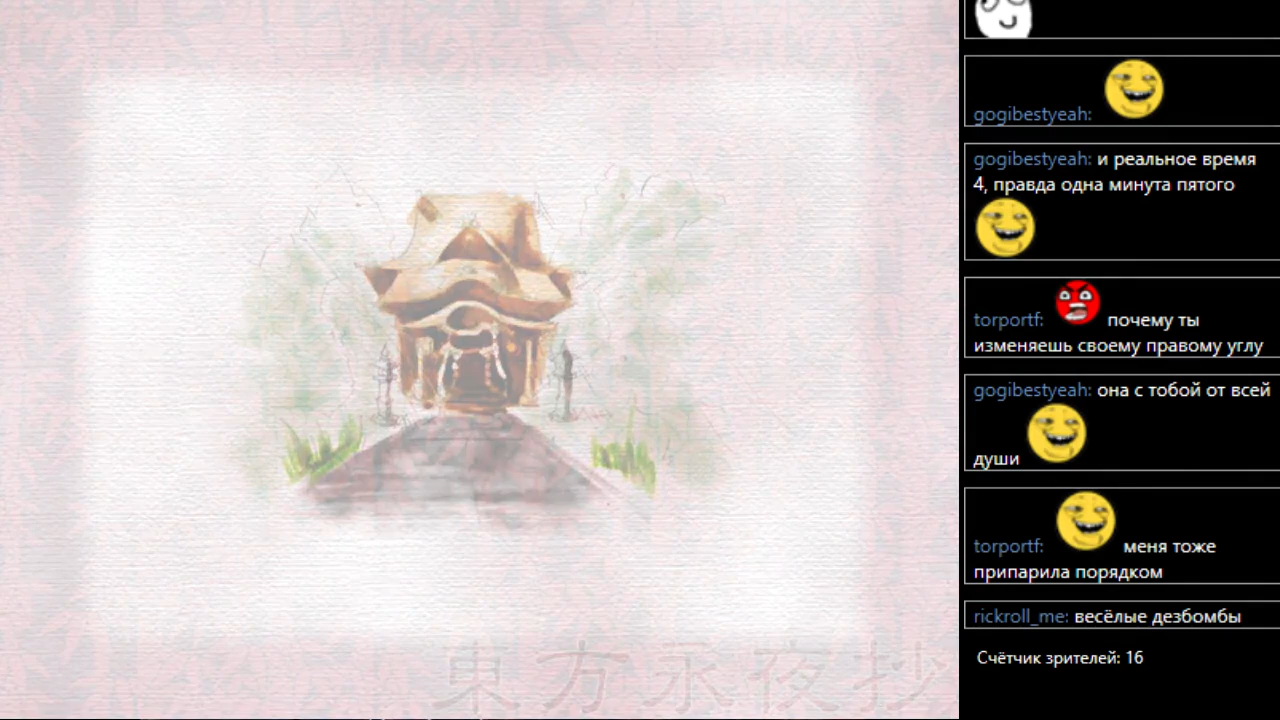 gogibestyeah:
gogibestyeah: и реальное время
4, правда одна минута пятого
torportf: почему ты
изменяешь своему правому углу
gogibestyeah: она с тобой от всей
души
torportf: меня тоже
припарила порядком
rickroll_me: весёлые дезбомбы
Счётчик зрителей: 16
東方永夜抄